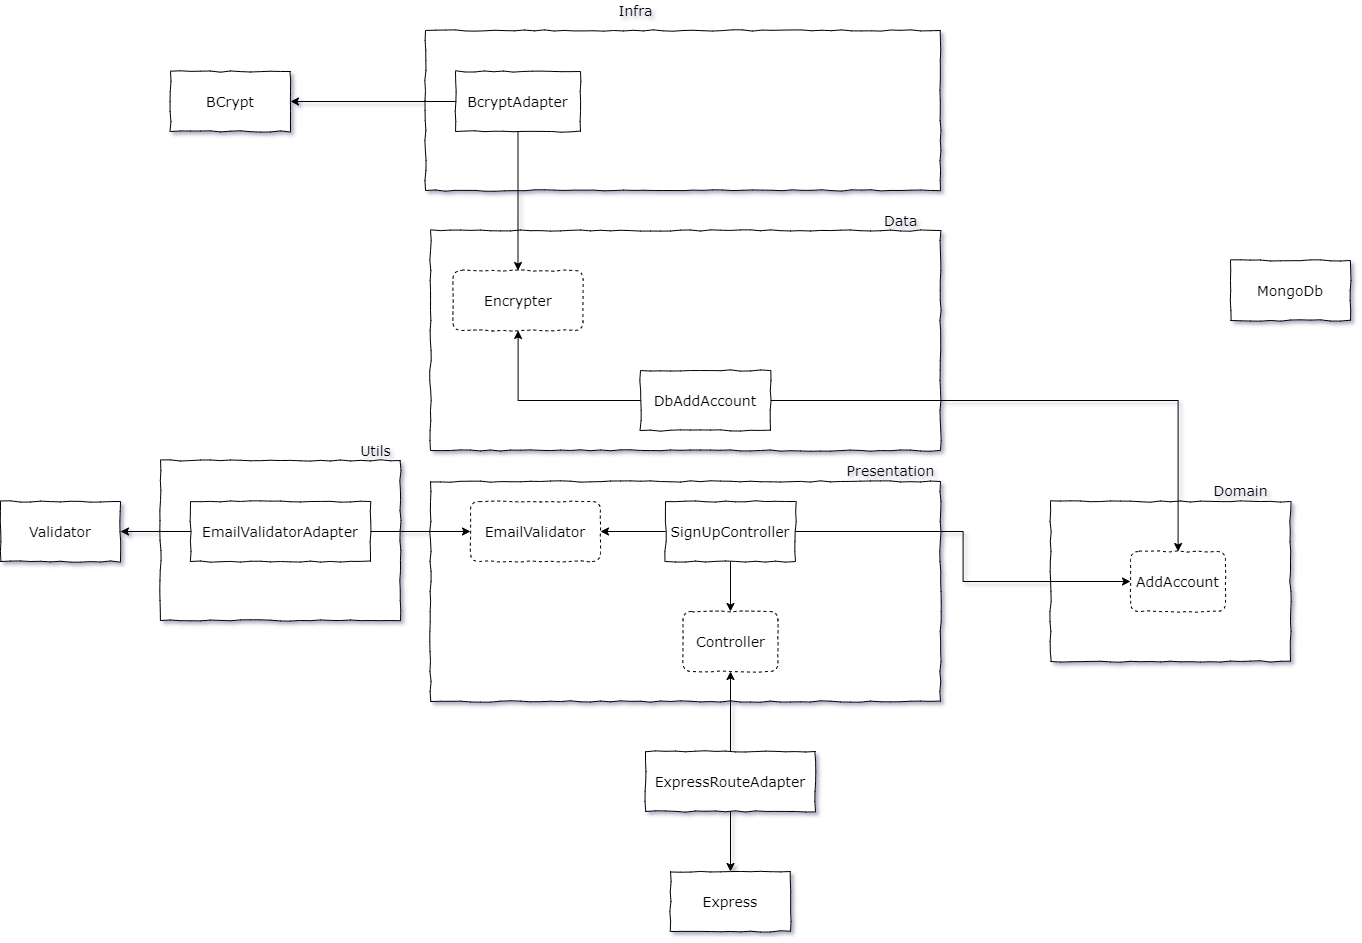 Infra
BCrypt
BcryptAdapter
Data
Encrypter
MongoDb
DbAddAccount
Utils
Presentation
Domain
Validator
EmailValidatorAdapter
EmailValidator
SignUpController
AddAccount
Controller
ExpressRouteAdapter
Express